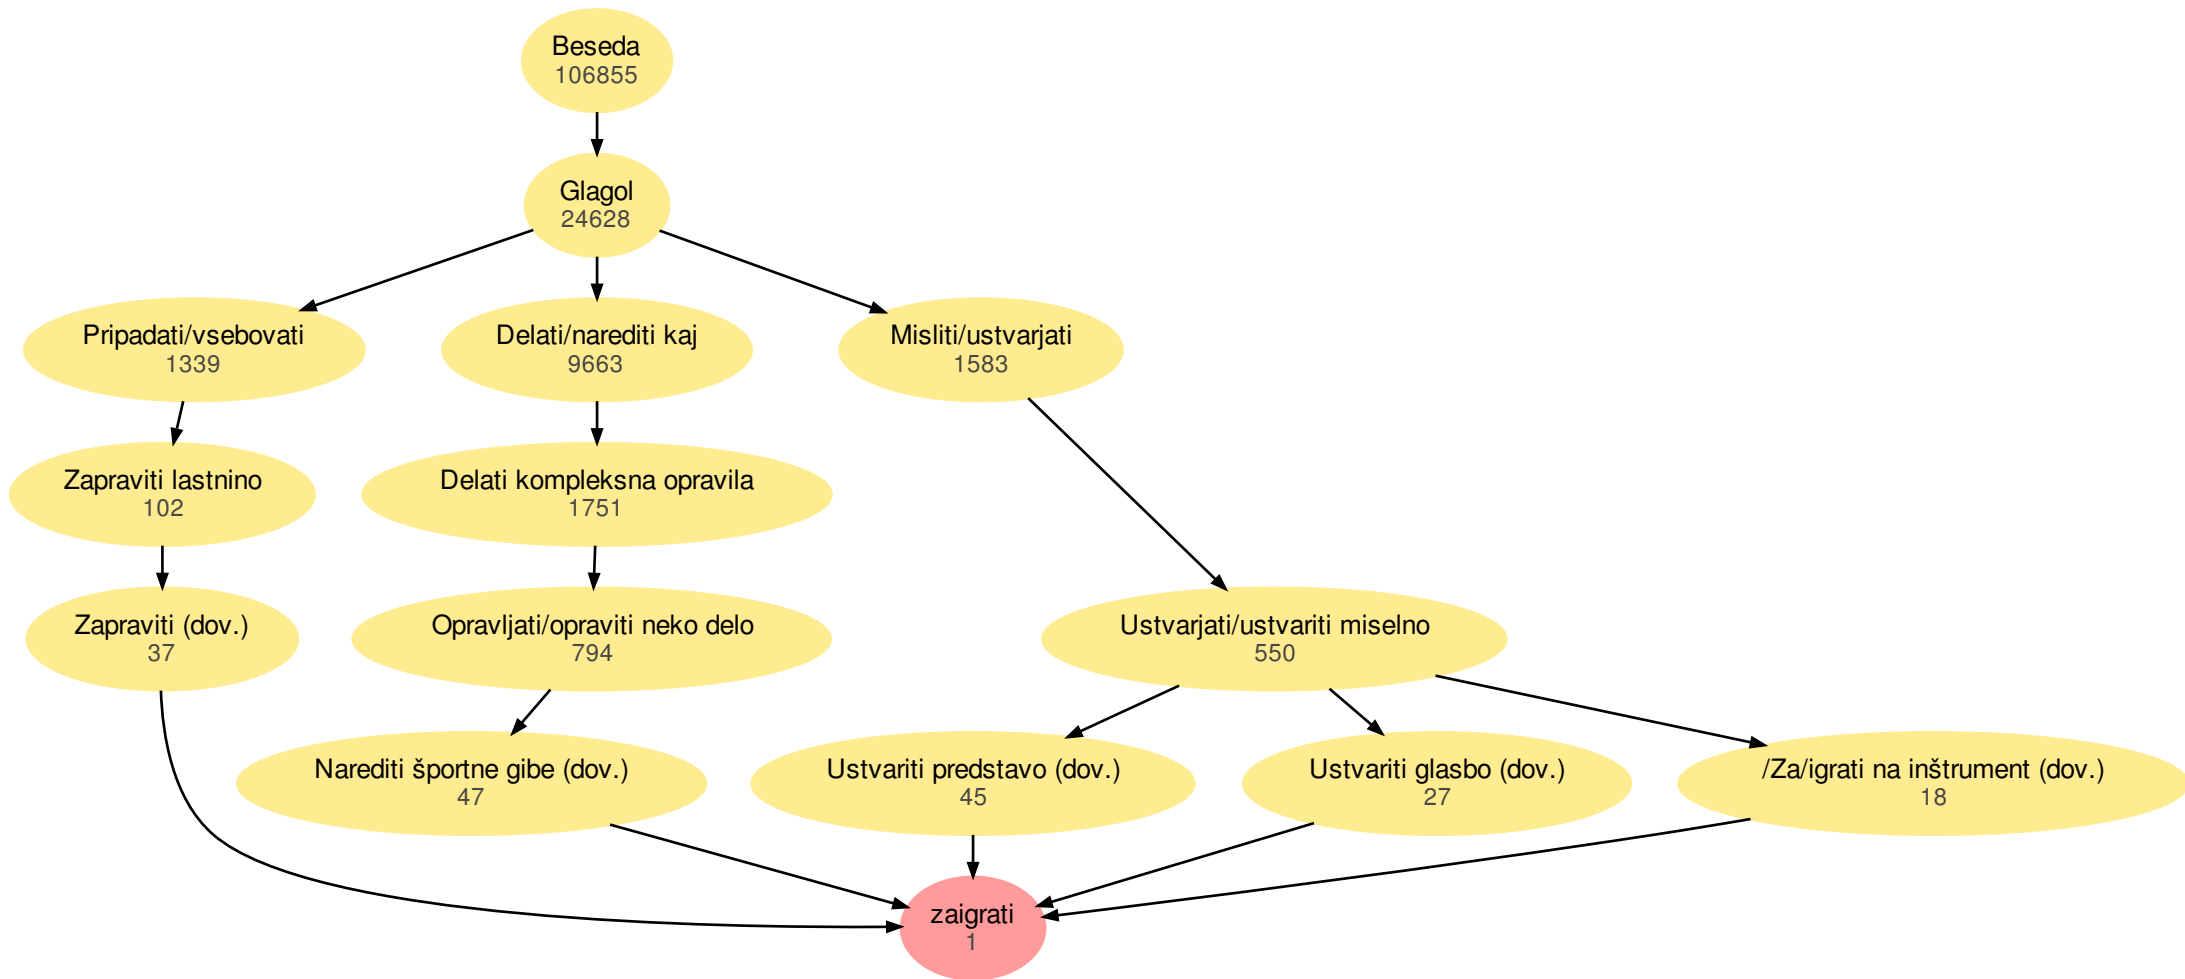 Beseda
106855
Glagol
24628
Pripadati/vsebovati
1339
Delati/narediti kaj
9663
Misliti/ustvarjati
1583
Zapraviti lastnino
102
Delati kompleksna opravila
1751
Zapraviti (dov.)
37
Opravljati/opraviti neko delo
794
Ustvarjati/ustvariti miselno
550
Narediti športne gibe (dov.)
47
Ustvariti predstavo (dov.)
45
Ustvariti glasbo (dov.)
27
/Za/igrati na inštrument (dov.)
18
zaigrati
1